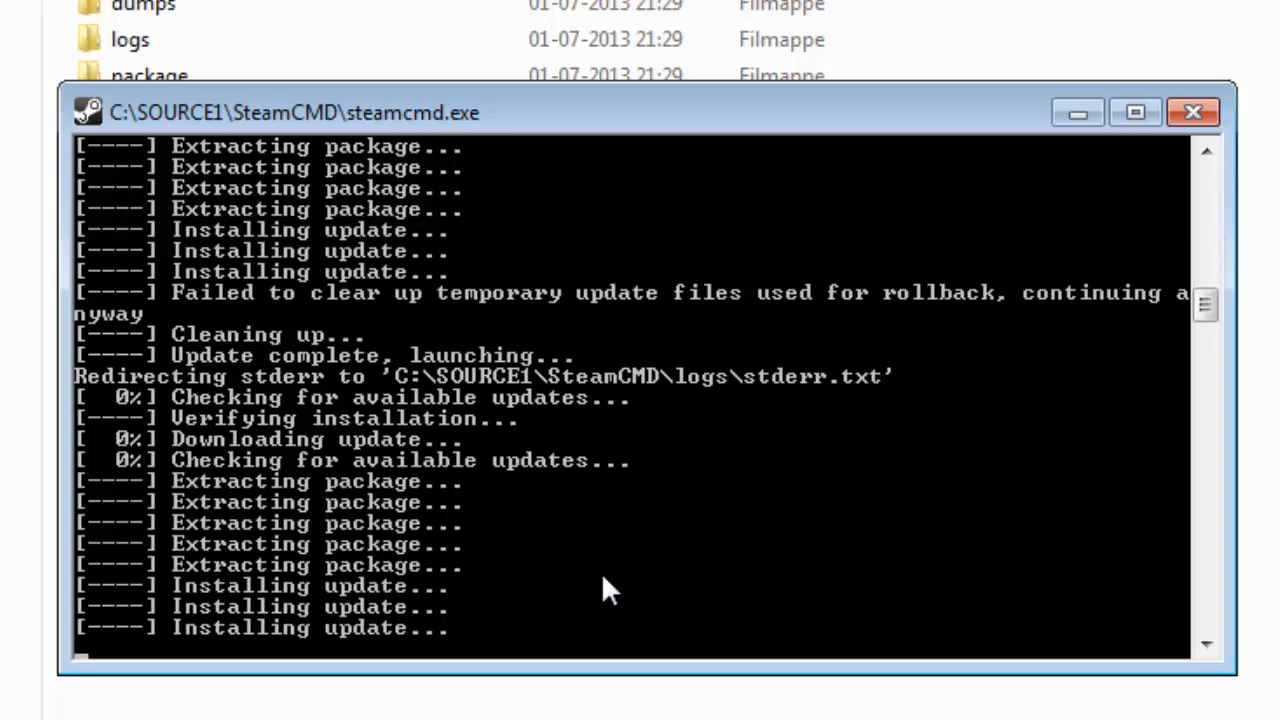 dumps 01-07-2013 21:29 Filmappe
logs 01-07-2013 21:29 Filmappe
package 01-07-2013 21:29 Filmappe
C:\SOURCE1\SteamCMD\steamcmd.exe
[----] Extracting package...
[----] Extracting package...
[----] Extracting package...
[----] Extracting package...
[----] Installing update...
[----] Installing update...
[----] Installing update...
[----] Failed to clear up temporary update files used for rollback, continuing a
nyway
[----] Cleaning up...
[----] Update complete, launching...
Redirecting stderr to 'C:\SOURCE1\SteamCMD\logs\stderr.txt'
[  0%] Checking for available updates...
[----] Verifying installation...
[  0%] Downloading update...
[  0%] Checking for available updates...
[----] Extracting package...
[----] Extracting package...
[----] Extracting package...
[----] Extracting package...
[----] Extracting package...
[----] Installing update...
[----] Installing update...
[----] Installing update...